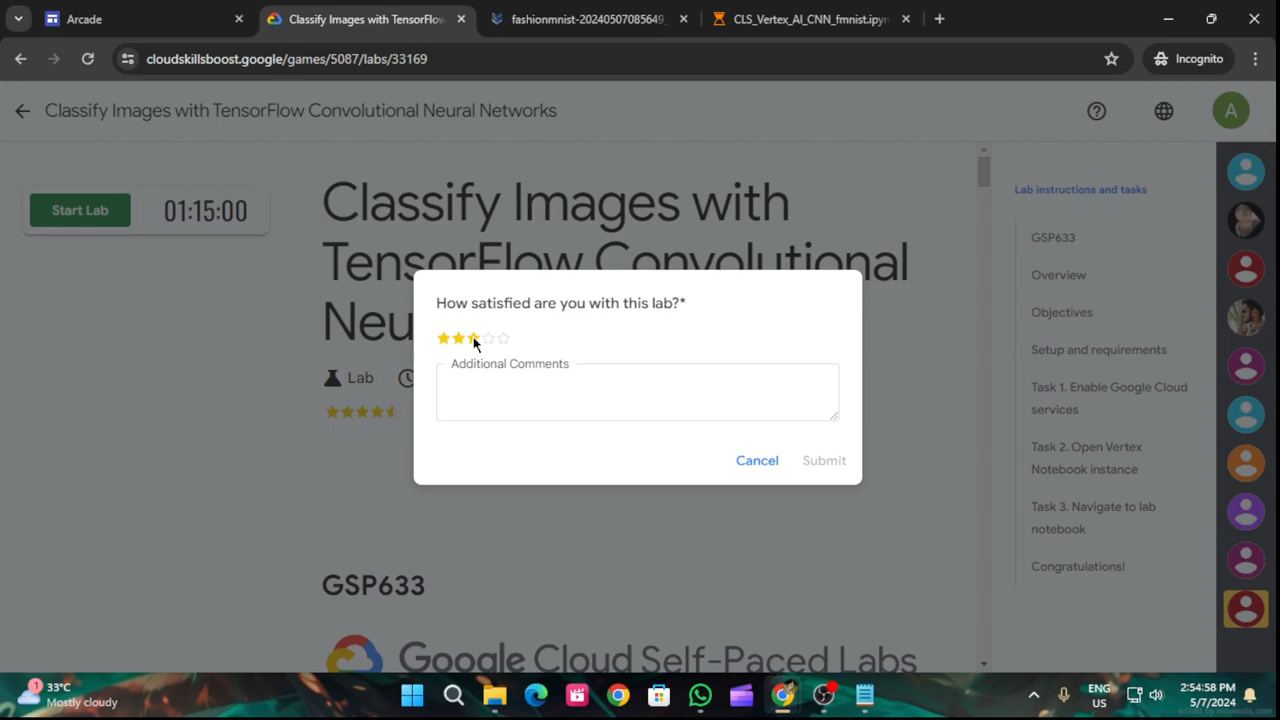 Arcade
Classify Images with TensorFlow
fashionmnist-20240507085649
CLS_Vertex_AI_CNN_fmnist.ipyn
cloudskillsboost.google/games/5087/labs/33169
Incognito
Classify Images with TensorFlow Convolutional Neural Networks
A
Start Lab
01:15:00
Classify Images with
TensorFlow Convolutional
Neu
Lab
How satisfied are you with this lab?*
Additional Comments
Cancel
Submit
GSP633
Google Cloud Self-Paced Labs
Lab instructions and tasks
GSP633
Overview
Objectives
Setup and requirements
Task 1. Enable Google Cloud
services
Task 2. Open Vertex
Notebook instance
Task 3. Navigate to lab
notebook
Congratulations!
1
33°C
Mostly cloudy
ENG
US
2:54:58 PM
5/7/2024